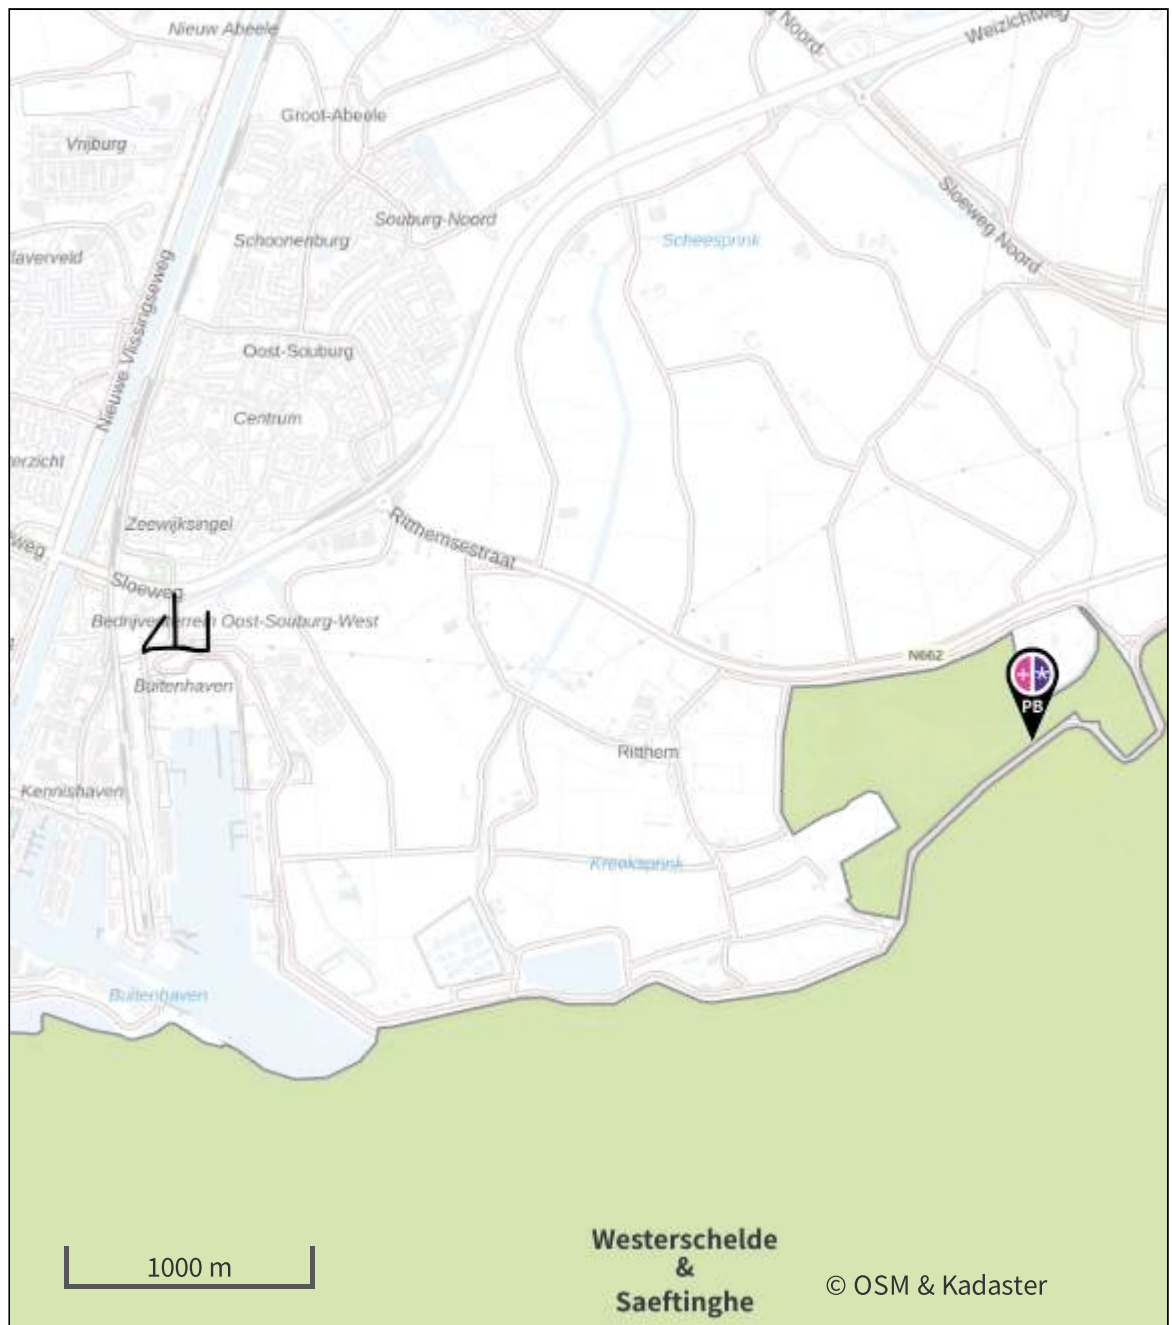 Nieuw Abeele
Noord
Weizichtweg
Groot-Abeele
Vrijburg
Sloeweg Noord
Souburg-Noord
Schoonenburg
Scheesprink
laverveld
Nieuwe Vlissingseweg
Oost-Souburg
Centrum
erzicht
Zeewijksingel
Ritthemsestraat
weg
Sloeweg
Bedrijventerrein Oost-Souburg-West
N662
Buitenhaven
PB
Ritthem
Kennishaven
Kreeksprink
Buitenhaven
Westerschelde
&
Saeftinghe
1000 m
© OSM & Kadaster